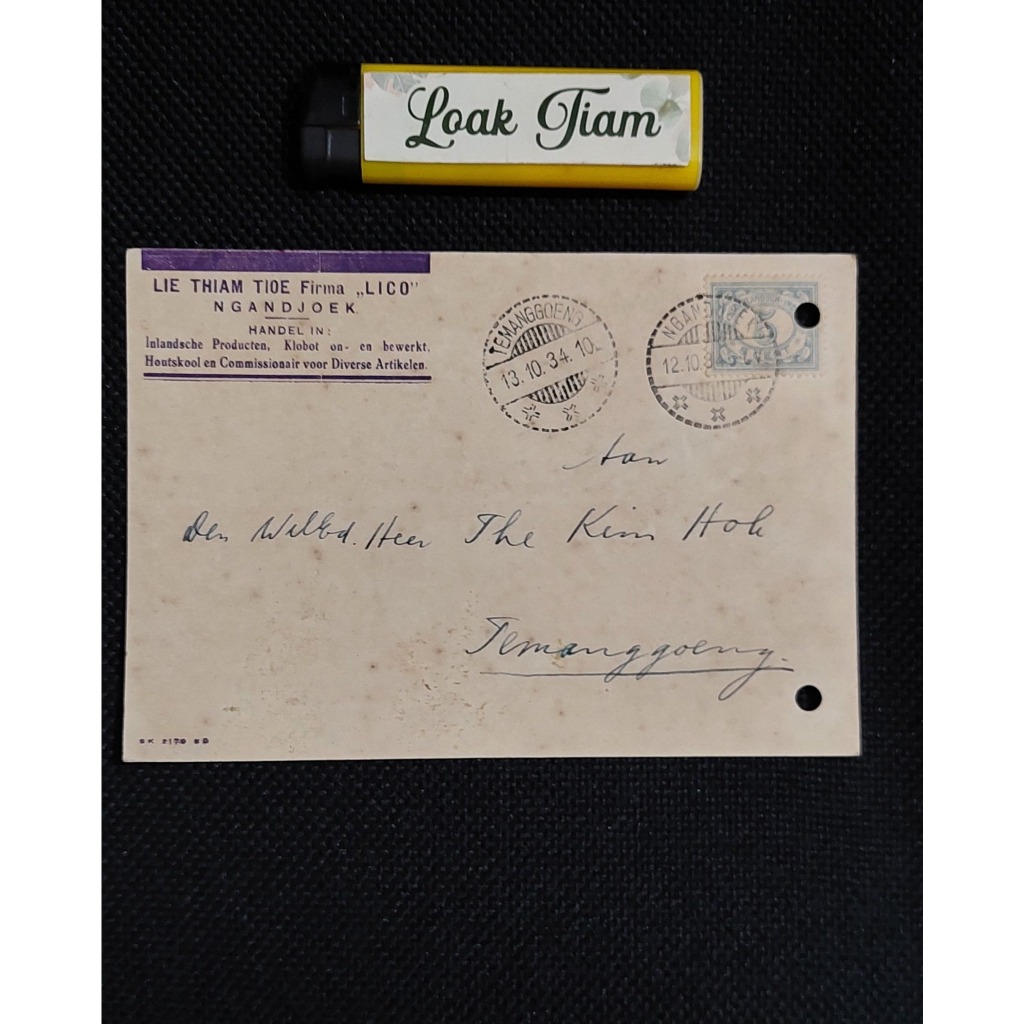 Loak Tiam
LIE THIAM TIOE Firma „LICO"
NGANDJOEK
HANDEL IN:
Inlandsche Producten, Klobot on- en bewerkt,
Houtskool en Commissionair voor Diverse Artikelen.
TEMANGGOENG
13.10.34.10
NGANDJOEK
12.10.3
Aan
Den WelEd. Heer The Kim Hok
Temanggoeng.